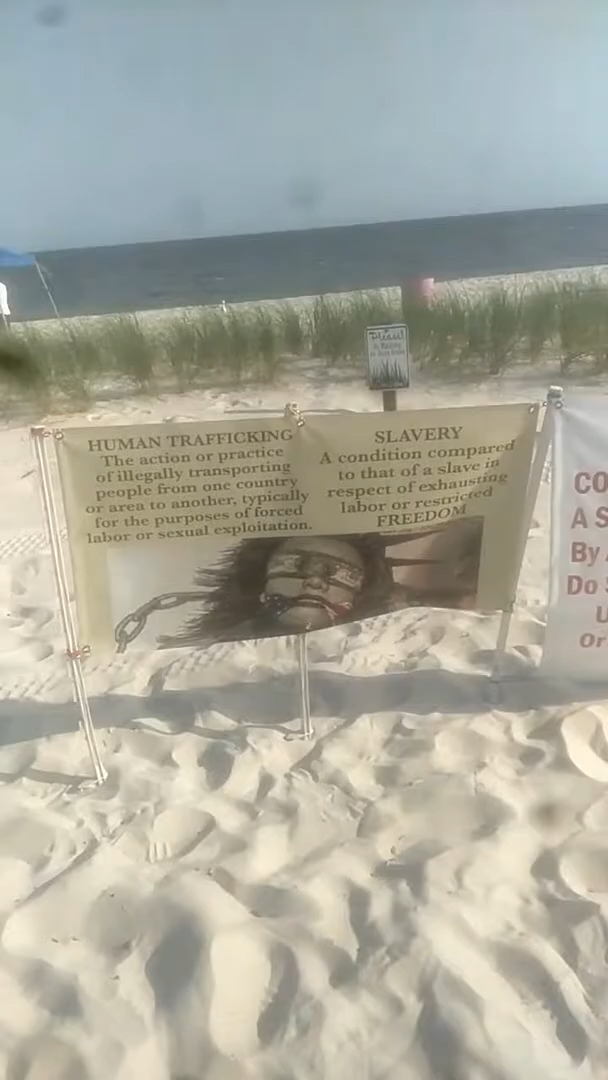 Please!
HUMAN TRAFFICKING
The action or practice
of illegally transporting
people from one country
or area to another, typically
for the purposes of forced
labor or sexual exploitation.
SLAVERY
A condition compared
to that of a slave in
respect of exhausting
labor or restricted
FREEDOM
CO
A S
By
Do
U
Or